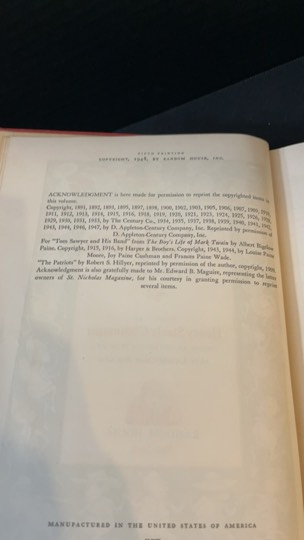 FIFTH PRINTING
COPYRIGHT, 1948, BY RANDOM HOUSE, INC.
ACKNOWLEDGMENT is here made for permission to reprint the copyrighted items in
this volume.
Copyright, 1891, 1892, 1893, 1895, 1897, 1898, 1900, 1902, 1903, 1905, 1906, 1907, 1909, 1910,
1911, 1912, 1913, 1914, 1915, 1916, 1918, 1919, 1920, 1921, 1923, 1924, 1925, 1926, 1928,
1929, 1930, 1931, 1933, by The Century Co., 1934, 1935, 1937, 1938, 1939, 1940, 1941, 1942,
1943, 1944, 1946, 1947, by D. Appleton-Century Company, Inc. Reprinted by permission of
D. Appleton-Century Company, Inc.
For "Tom Sawyer and His Band" from The Boy's Life of Mark Twain by Albert Bigelow
Paine. Copyright, 1915, 1916, by Harper & Brothers. Copyright, 1943, 1944, by Louise Paine
Moore, Joy Paine Cushman and Frances Paine Wade.
"The Patriots" by Robert S. Hillyer, reprinted by permission of the author, copyright, 1909.
Acknowledgment is also gratefully made to Mr. Edward B. Magnier, representing the
owners of St. Nicholas Magazine, for his courtesy in granting permission to reprint
several items.
MANUFACTURED IN THE UNITED STATES OF AMERICA